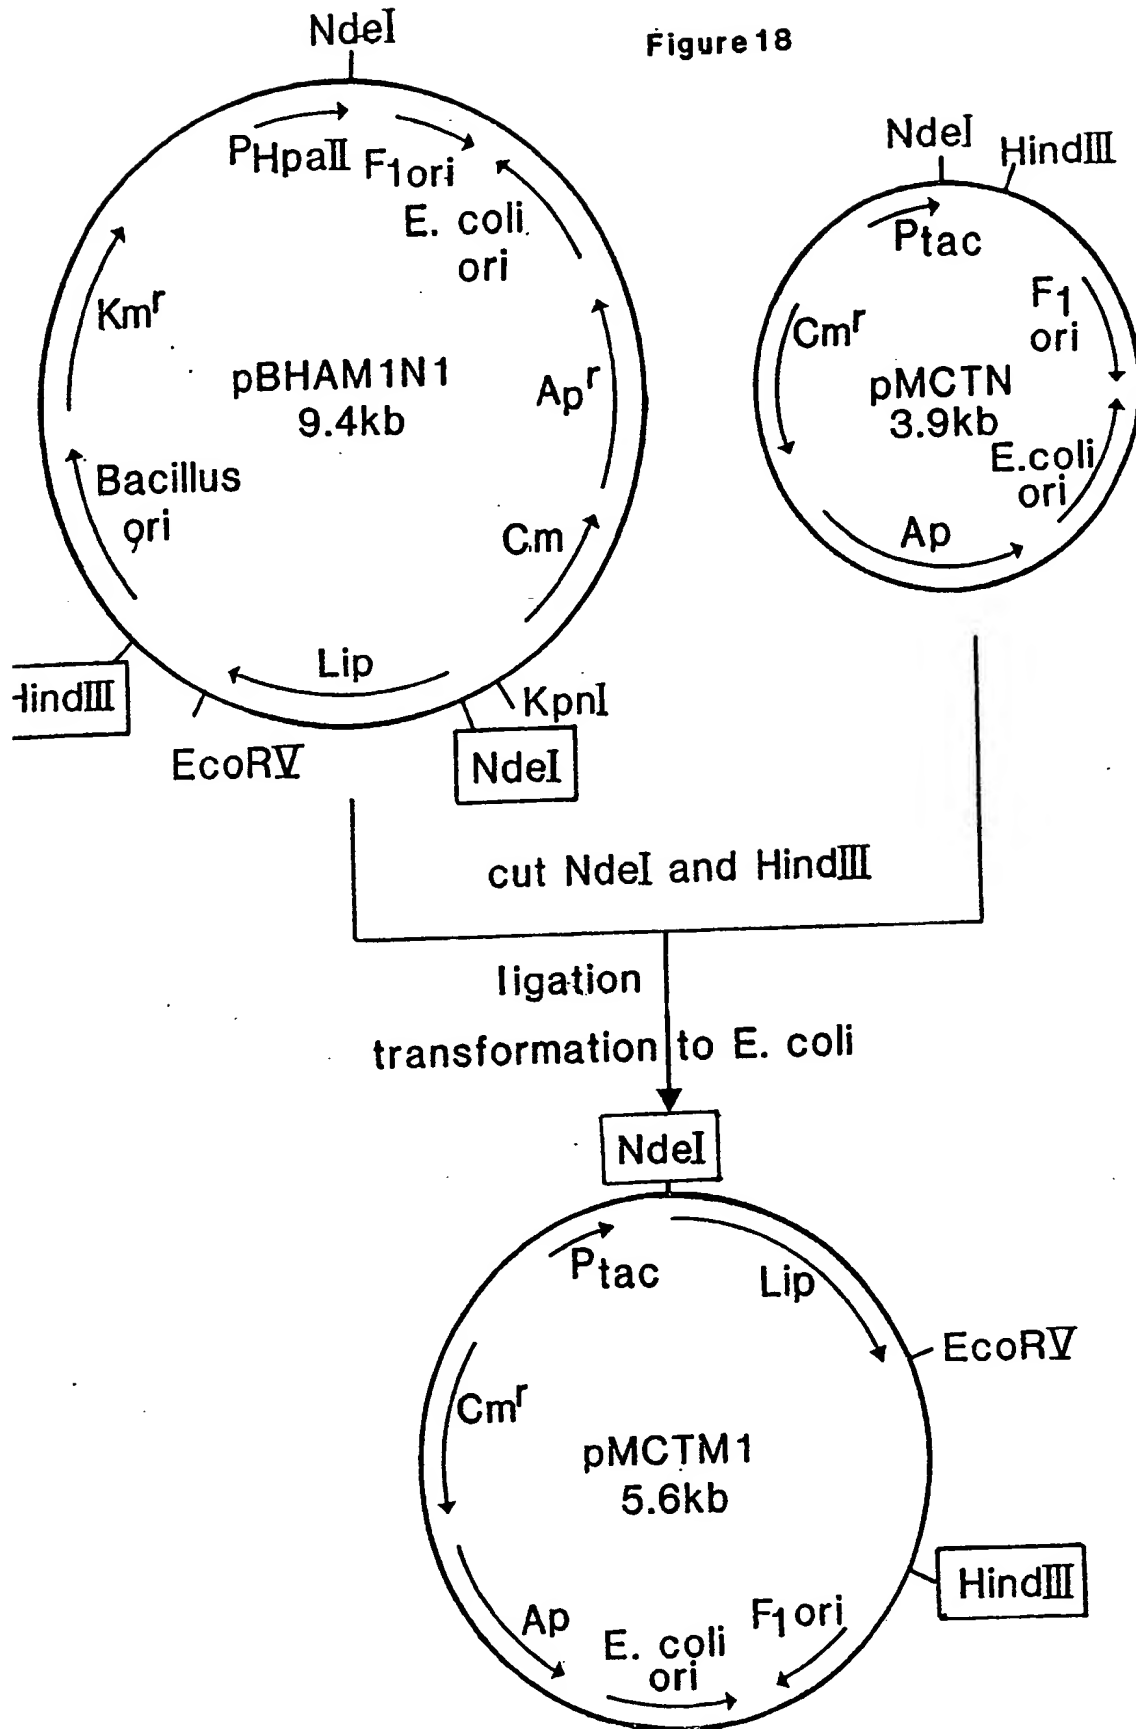 Figure 18
NdeI
PHpaII
F1ori
E. coli
ori
Kmr
Apr
pBHAM1N1
9.4kb
Bacillus
ori
Cm
Lip
HindIII
EcoRV
KpnI
NdeI
NdeI
HindIII
Ptac
F1
ori
Cmr
pMCTN
3.9kb
E.coli
ori
Ap
cut NdeI and HindIII
ligation
transformation to E. coli
NdeI
Ptac
Lip
EcoRV
Cmr
pMCTM1
5.6kb
HindIII
Ap
E. coli
ori
F1 ori